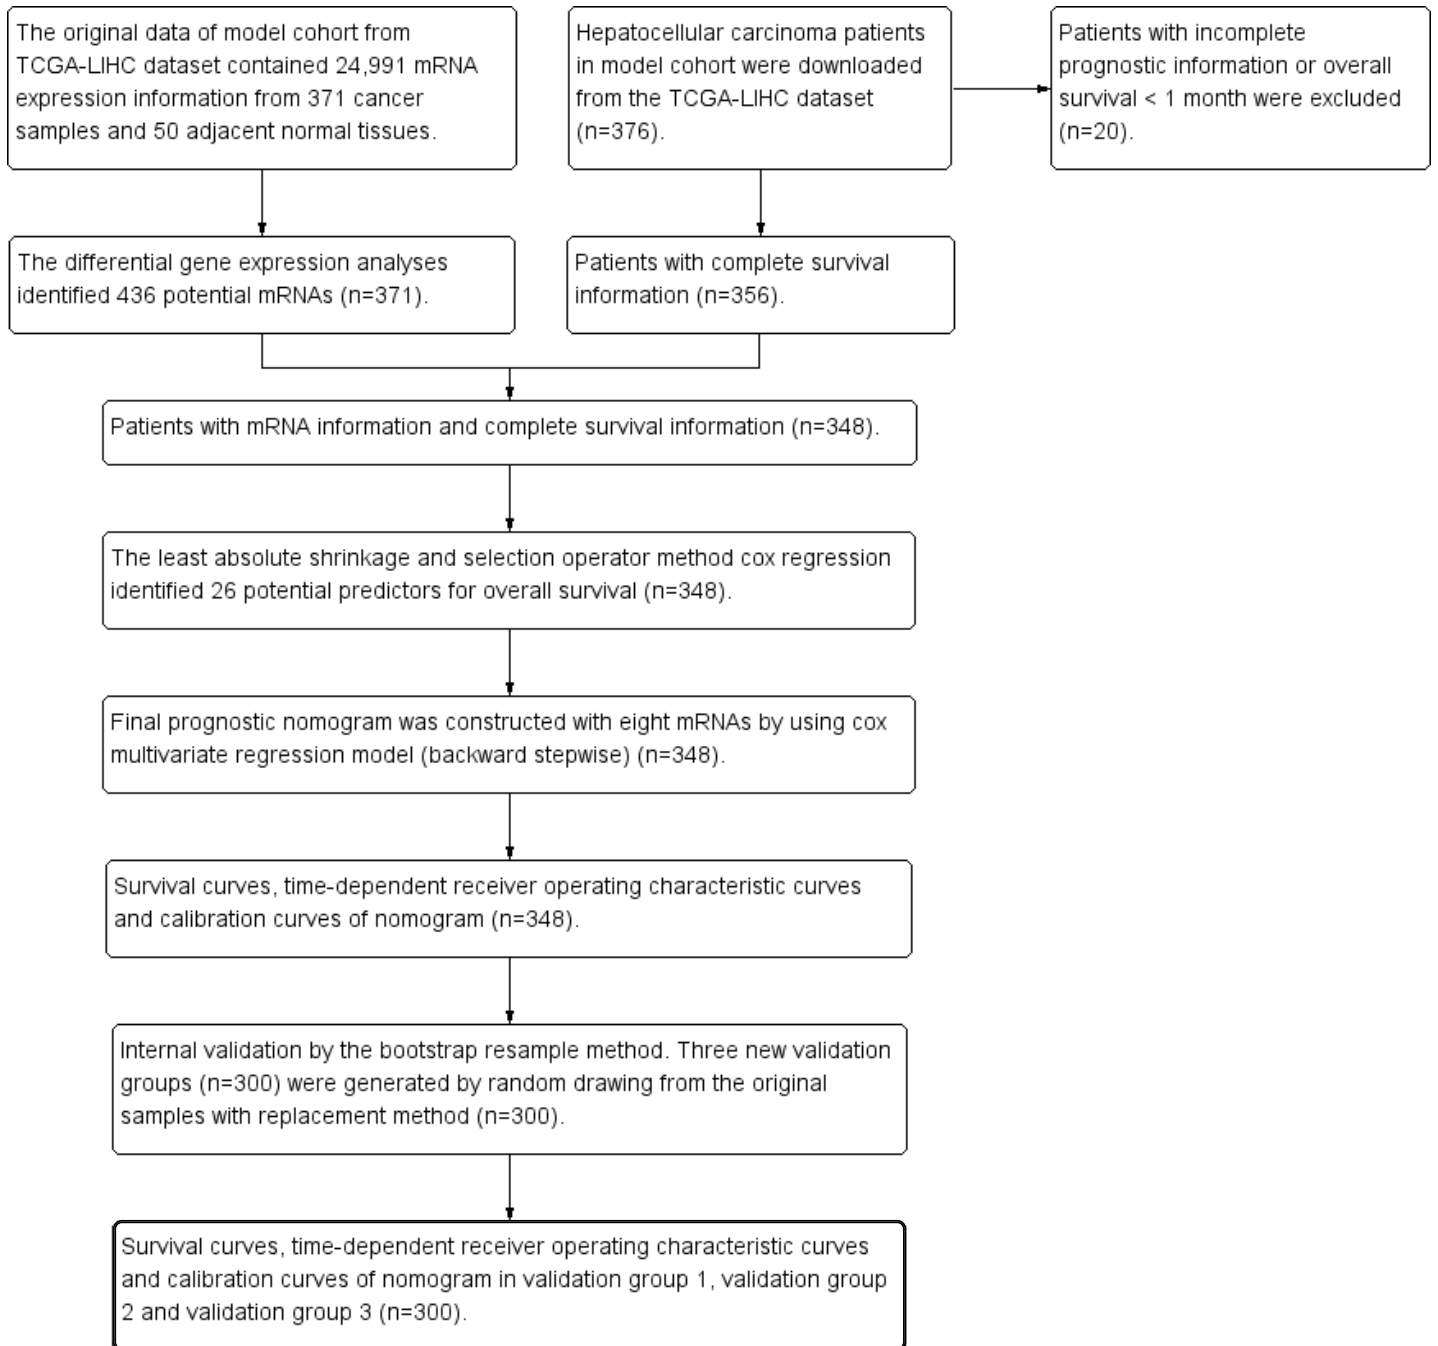 The original data of model cohort from
TCGA-LIHC dataset contained 24,991 mRNA
expression information from 371 cancer
samples and 50 adjacent normal tissues.
Hepatocellular carcinoma patients
in model cohort were downloaded
from the TCGA-LIHC dataset
(n=376).
Patients with incomplete
prognostic information or overall
survival < 1 month were excluded
(n=20).
The differential gene expression analyses
identified 436 potential mRNAs (n=371).
Patients with complete survival
information (n=356).
Patients with mRNA information and complete survival information (n=348).
The least absolute shrinkage and selection operator method cox regression
identified 26 potential predictors for overall survival (n=348).
Final prognostic nomogram was constructed with eight mRNAs by using cox
multivariate regression model (backward stepwise) (n=348).
Survival curves, time-dependent receiver operating characteristic curves
and calibration curves of nomogram (n=348).
Internal validation by the bootstrap resample method. Three new validation
groups (n=300) were generated by random drawing from the original
samples with replacement method (n=300).
Survival curves, time-dependent receiver operating characteristic curves
and calibration curves of nomogram in validation group 1, validation group
2 and validation group 3 (n=300).